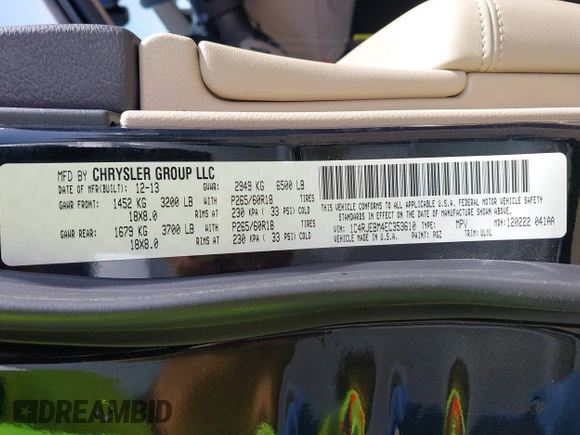 MFD BY CHRYSLER GROUP LLC
DATE OF MFR(BUILT): 12-13 GVWR: 2949 KG 6500 LB
GAWR FRONT: 1452 KG 3200 LB TIRES P265/60R18
18X8.0 RIMS AT 230 KPA ( 33 PSI) COLD
GAWR REAR: 1679 KG 3700 LB TIRES P265/60R18
18X8.0 RIMS AT 230 KPA ( 33 PSI) COLD
THIS VEHICLE CONFORMS TO ALL APPLICABLE U.S.A. FEDERAL MOTOR VEHICLE SAFETY
STANDARDS IN EFFECT ON THE DATE OF MANUFACTURE SHOWN ABOVE.
VIN: 1C4RJEBM4EC353610 TYPE: MPV MDH:120222 041AA
VEHICLE MADE IN U.S.A. PAINT: PGZ TRIM:
DREAMBID